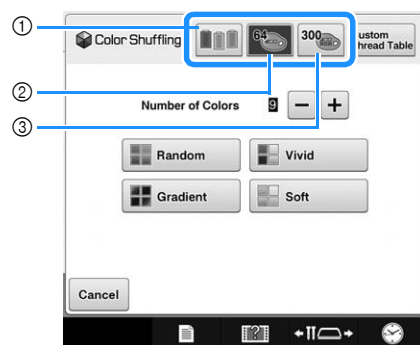 ①
Color Shuffling 64 300 ustom
hread Table
②
③
Number of Colors 9 - +
Random Vivid
Gradient Soft
Cancel